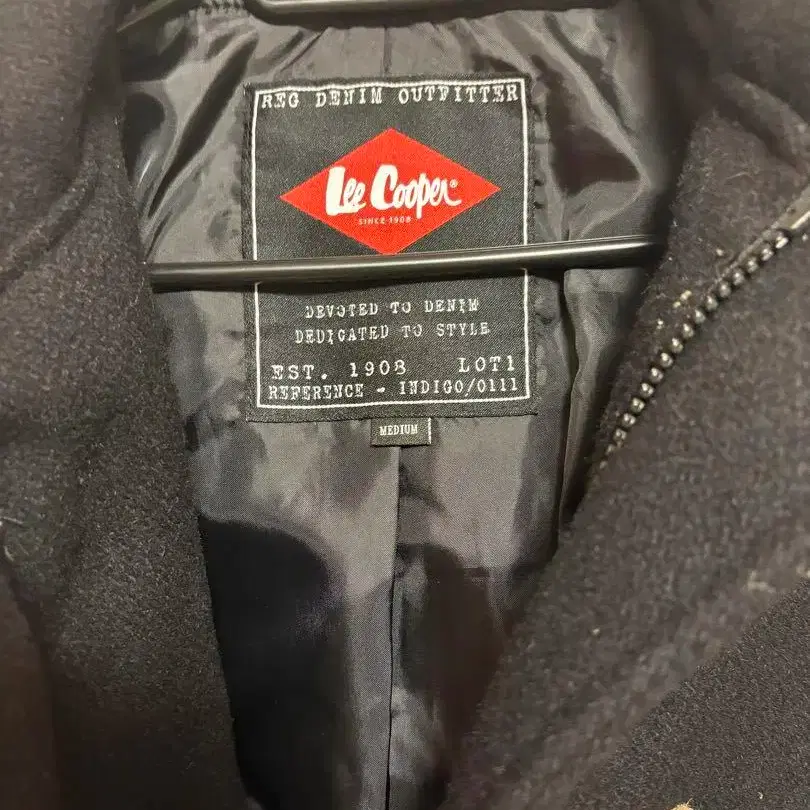 REG DENIM OUTFITTER
Lee Cooper®
SINCE 1908
DEVOTED TO DENIM
DEDICATED TO STYLE
EST. 1908 LOT1
REFERENCE - INDIGO/0111
MEDIUM